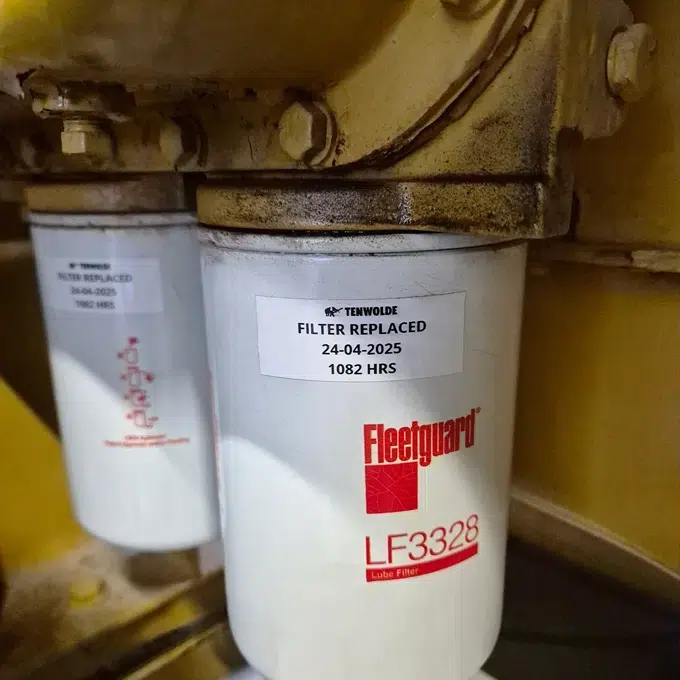 TENWOLDE
FILTER REPLACED
24-04-2025
1082 HRS
TENWOLDE
FILTER REPLACED
24-04-2025
1082 HRS
Fleetguard®
LF3328
Lube Filter